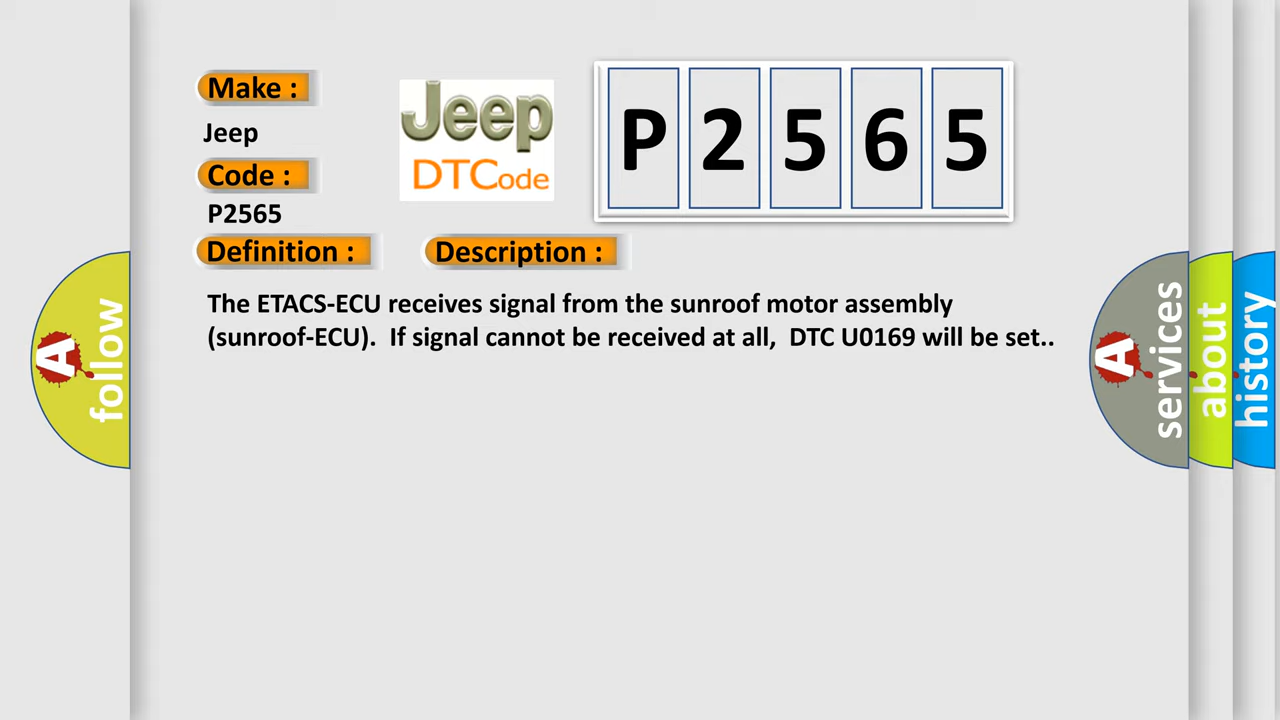 Make :
Jeep
Code :
P2565
Definition :
Description :
The ETACS-ECU receives signal from the sunroof motor assembly
(sunroof-ECU). If signal cannot be received at all, DTC U0169 will be set..
Jeep
DTCode
P 2 5 6 5
A
follow
A
services
about
history